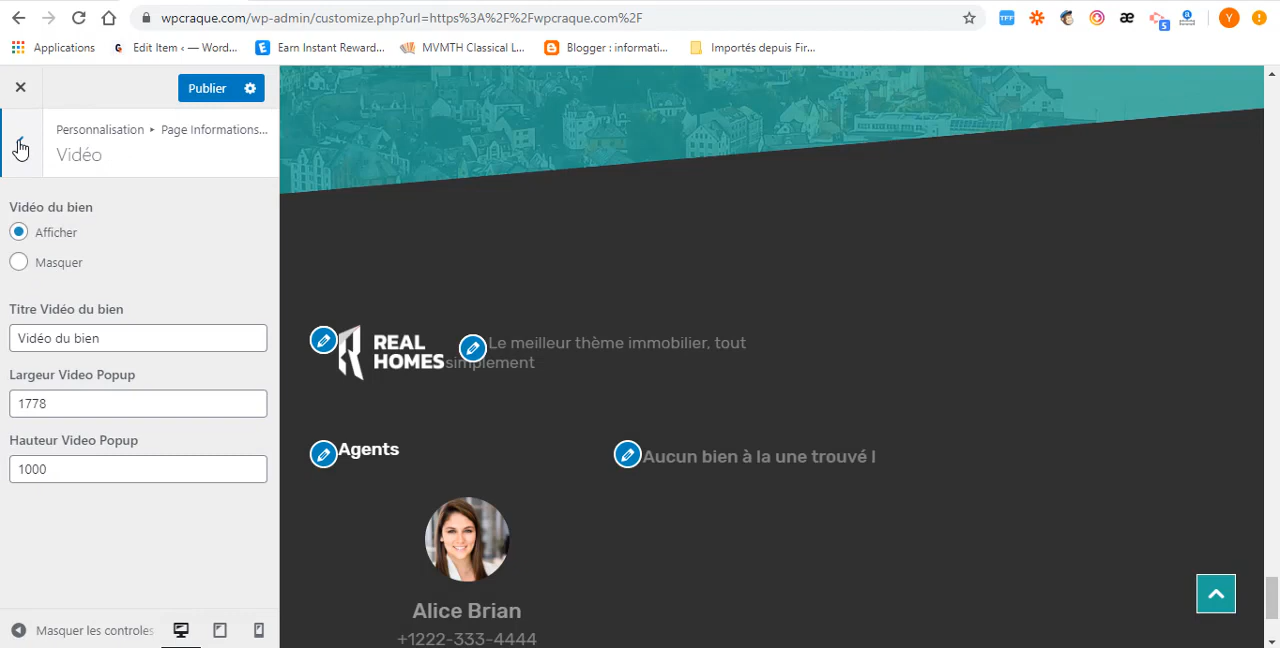 wpcraque.com/wp-admin/customize.php?url=https%3A%2F%2Fwpcraque.com%2F
Applications
Edit Item ‹ — Word...
Earn Instant Reward...
MVMTH Classical L...
Blogger : informati...
Importés depuis Fir...
Publier
Personnalisation ▸ Page Informations...
Vidéo
Vidéo du bien
Afficher
Masquer
Titre Vidéo du bien
Vidéo du bien
Largeur Video Popup
1778
Hauteur Video Popup
1000
Masquer les controles
REAL
HOMES
Le meilleur thème immobilier, tout
simplement
Agents
Aucun bien à la une trouvé !
Alice Brian
+1222-333-4444